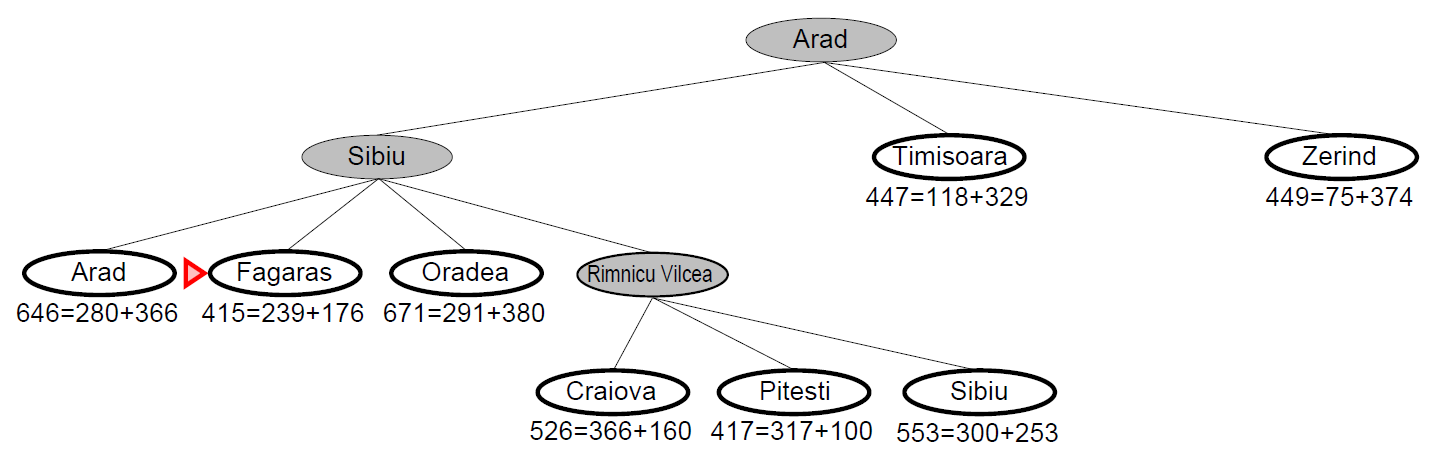 Arad
Sibiu
Timisoara
Zerind
447=118+329
449=75+374
Arad
Fagaras
Oradea
Rimnicu Vilcea
646=280+366
415=239+176
671=291+380
Craiova
Pitesti
Sibiu
526=366+160
417=317+100
553=300+253